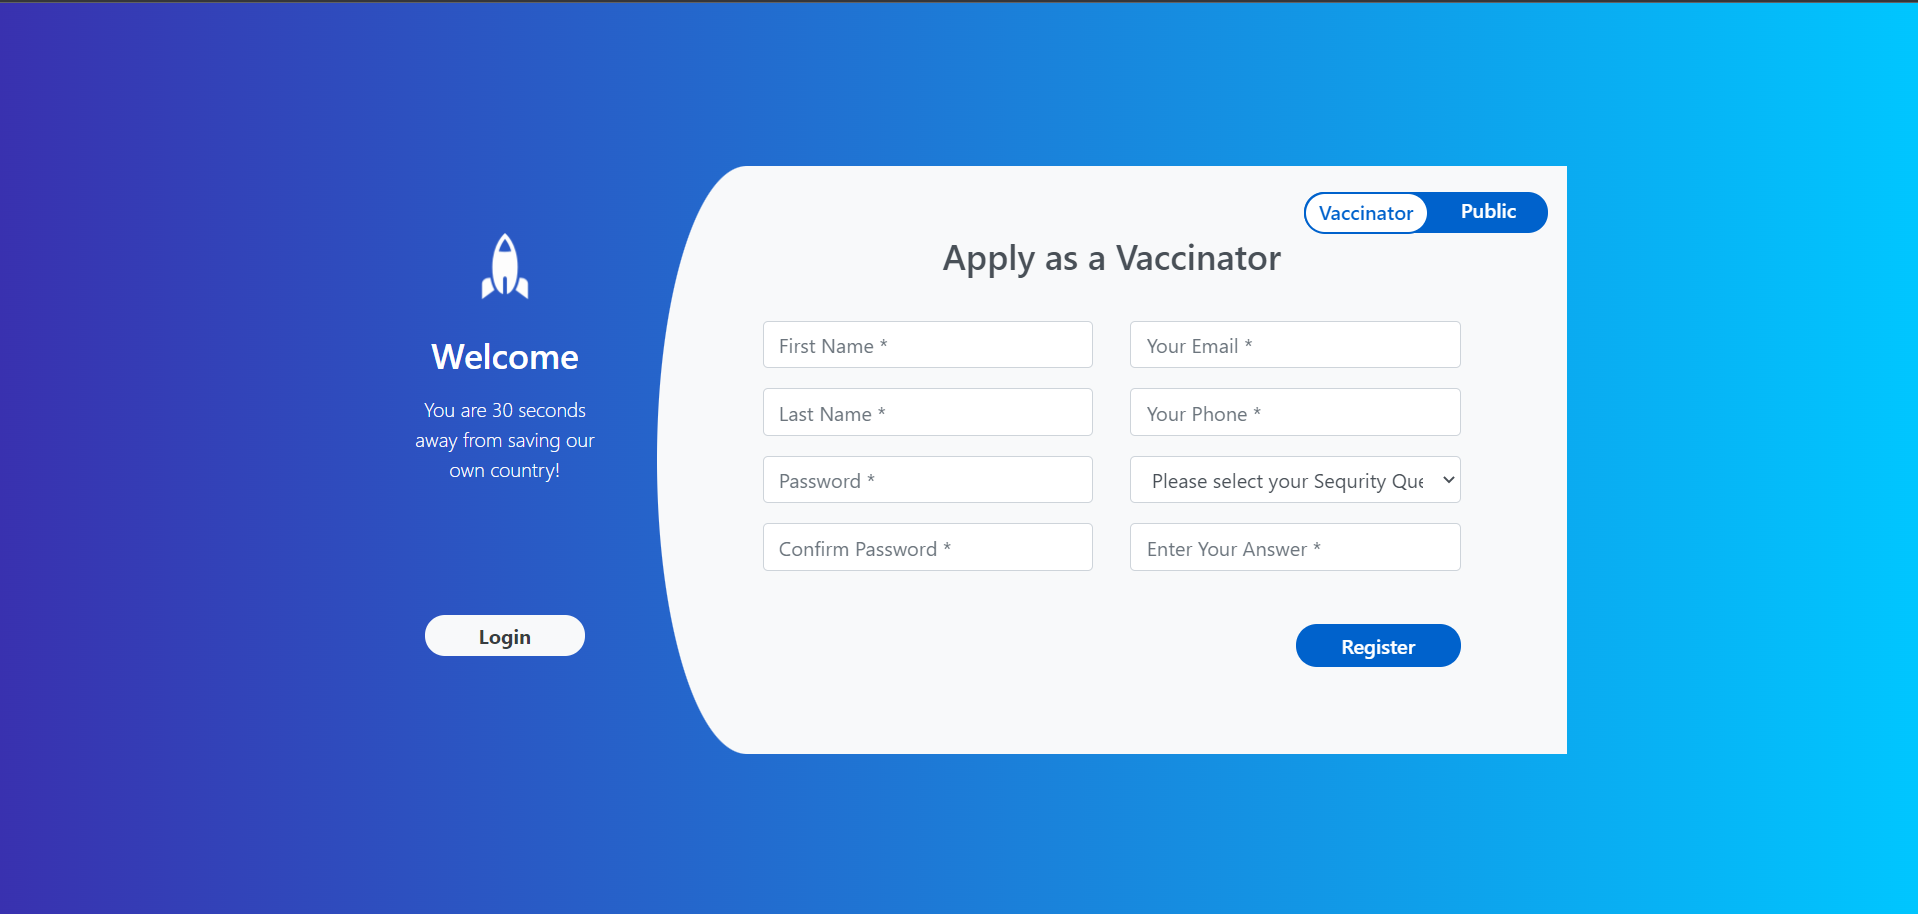 Welcome
You are 30 seconds
away from saving our
own country!
Login
Vaccinator
Public
Apply as a Vaccinator
First Name *
Your Email *
Last Name *
Your Phone *
Password *
Please select your Sequrity Que
Confirm Password *
Enter Your Answer *
Register